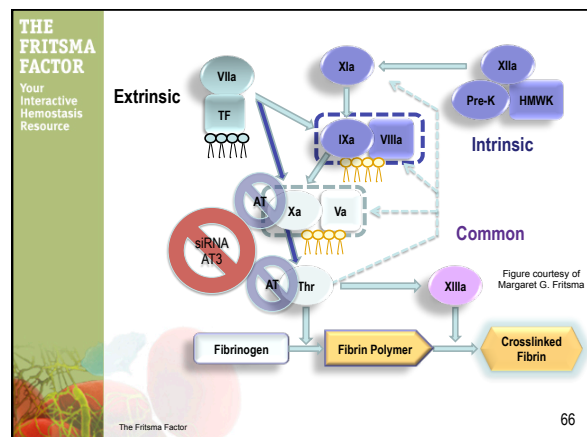 THE
FRITSMA
FACTOR
Your
Interactive
Hemostasis
Resource
Extrinsic
VIIa
TF
XIa
XIIa
Pre-K
HMWK
IXa
VIIIa
Intrinsic
AT
Xa
Va
Common
siRNA
AT3
AT
Thr
XIIIa
Figure courtesy of
Margaret G. Fritsma
Fibrinogen
Fibrin Polymer
Crosslinked
Fibrin
The Fritsma Factor
66